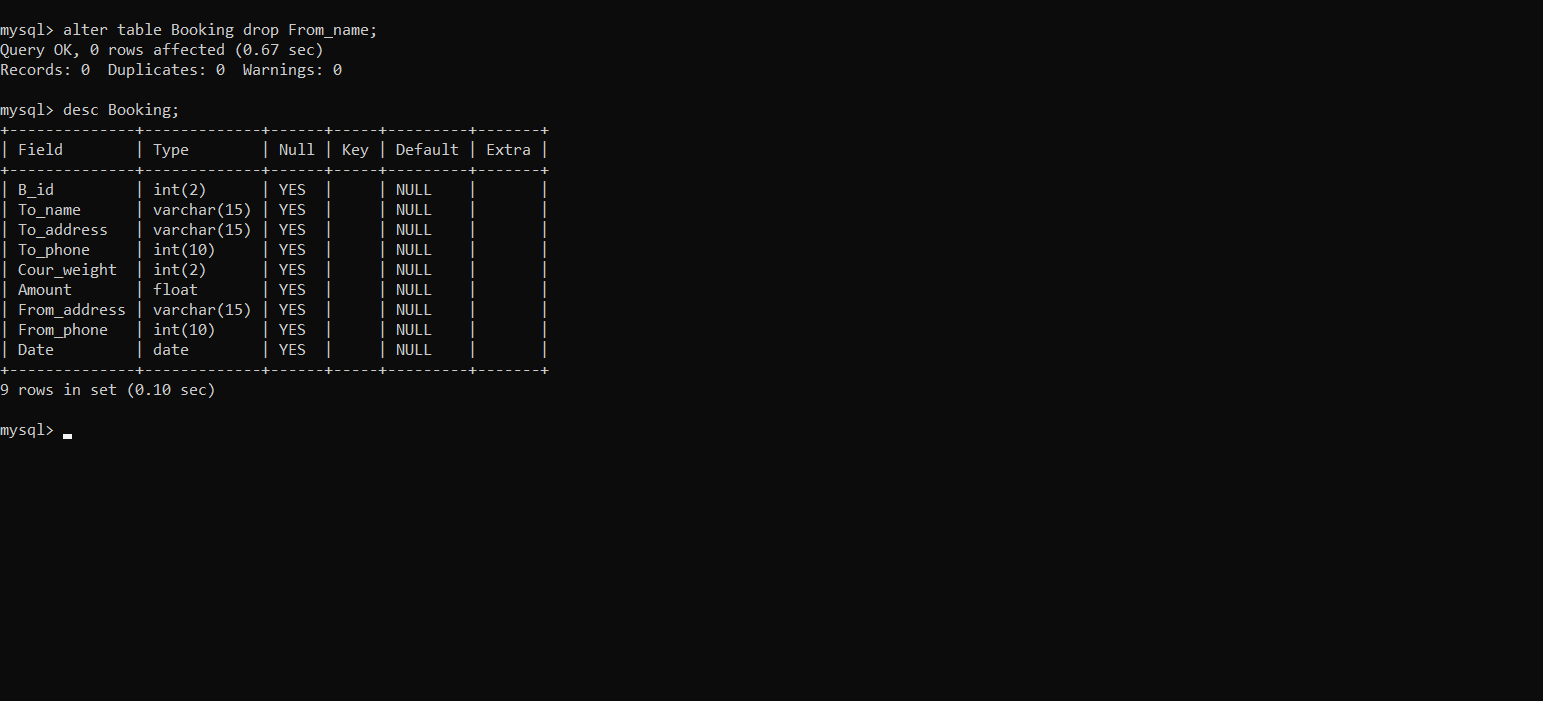 mysql> alter table Booking drop From_name;
Query OK, 0 rows affected (0.67 sec)
Records: 0  Duplicates: 0  Warnings: 0
mysql> desc Booking;
+--------------+-------------+------+-----+---------+-------+
| Field        | Type        | Null | Key | Default | Extra |
+--------------+-------------+------+-----+---------+-------+
| B_id         | int(2)      | YES  |     | NULL    |       |
| To_name      | varchar(15) | YES  |     | NULL    |       |
| To_address   | varchar(15) | YES  |     | NULL    |       |
| To_phone     | int(10)     | YES  |     | NULL    |       |
| Cour_weight  | int(2)      | YES  |     | NULL    |       |
| Amount       | float       | YES  |     | NULL    |       |
| From_address | varchar(15) | YES  |     | NULL    |       |
| From_phone   | int(10)     | YES  |     | NULL    |       |
| Date         | date        | YES  |     | NULL    |       |
+--------------+-------------+------+-----+---------+-------+
9 rows in set (0.10 sec)
mysql>